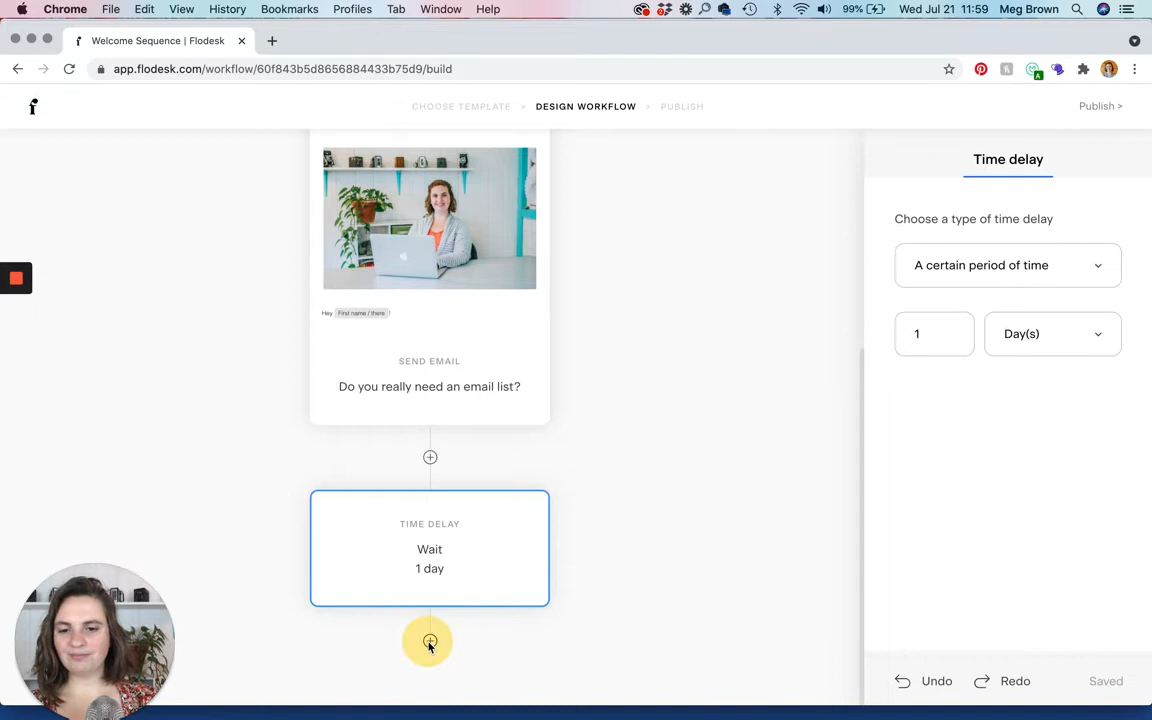 Chrome File Edit View History Bookmarks Profiles Tab Window Help 99% Wed Jul 21 11:59 Meg Brown
Welcome Sequence | Flodesk
app.flodesk.com/workflow/60f843b5d8656884433b75d9/build
CHOOSE TEMPLATE > DESIGN WORKFLOW > PUBLISH Publish >
Time delay
Choose a type of time delay
A certain period of time
1 Day(s)
Hey First name / there !
SEND EMAIL
Do you really need an email list?
TIME DELAY
Wait
1 day
Undo Redo Saved